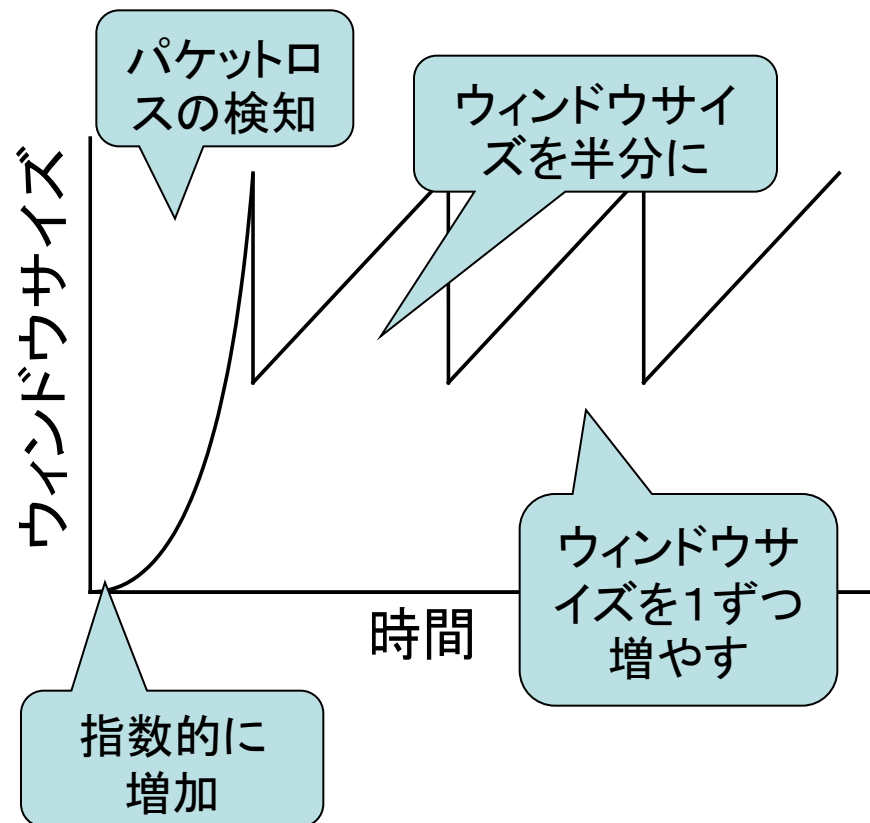 パケットロ
スの検知
ウィンドウサイ
ズを半分に
ウィンドウサイズ
ウィンドウサ
イズを1ずつ
増やす
時間
指数的に
増加